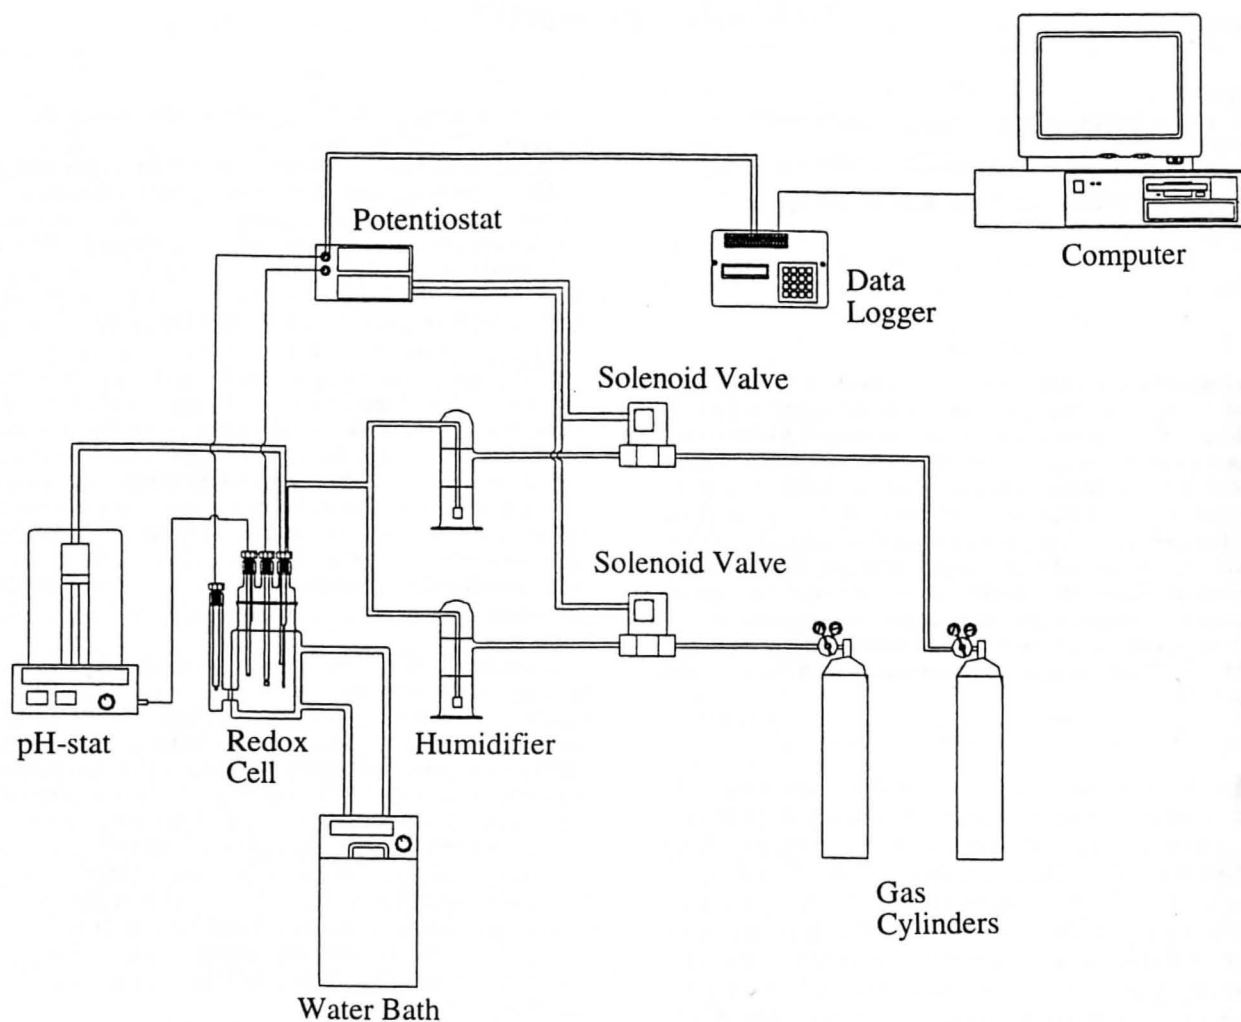 Potentiostat
Computer
Data
Logger
Solenoid Valve
Solenoid Valve
pH-stat
Redox
Cell
Humidifier
Gas
Cylinders
Water Bath